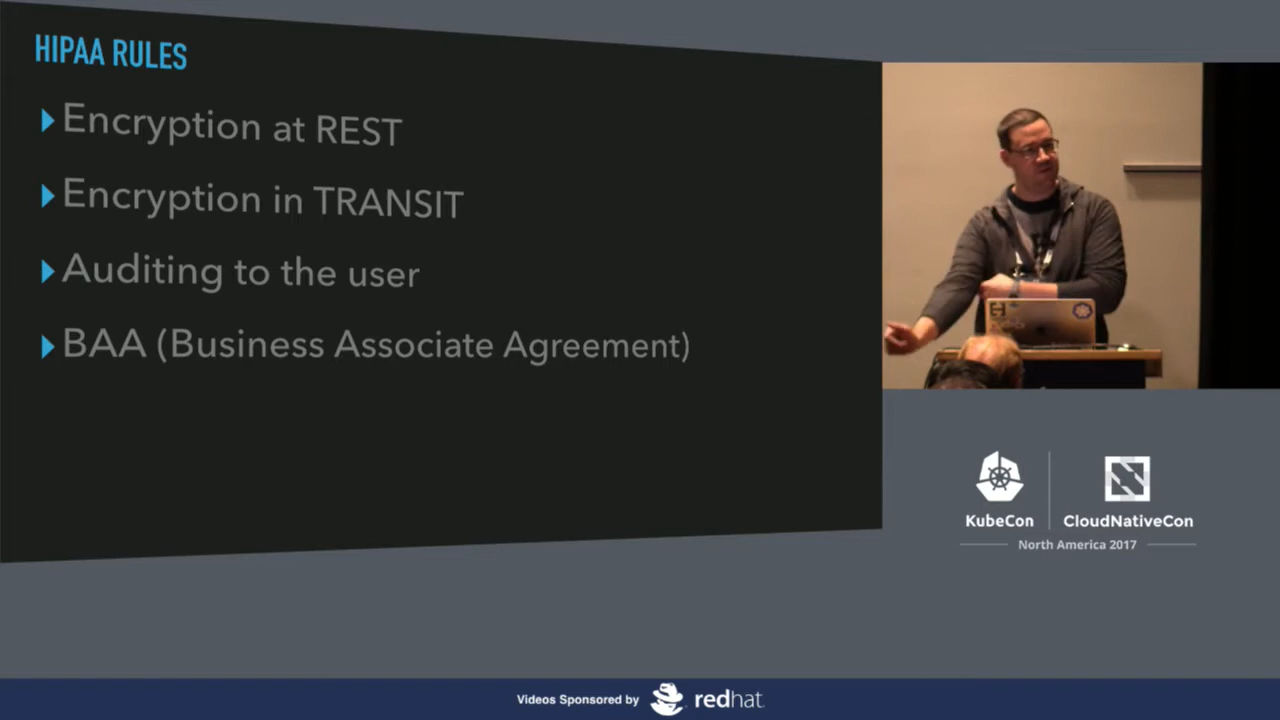 HIPAA RULES
Encryption at REST
Encryption in TRANSIT
Auditing to the user
BAA (Business Associate Agreement)
KubeCon
CloudNativeCon
North America 2017
Videos Sponsored by
redhat